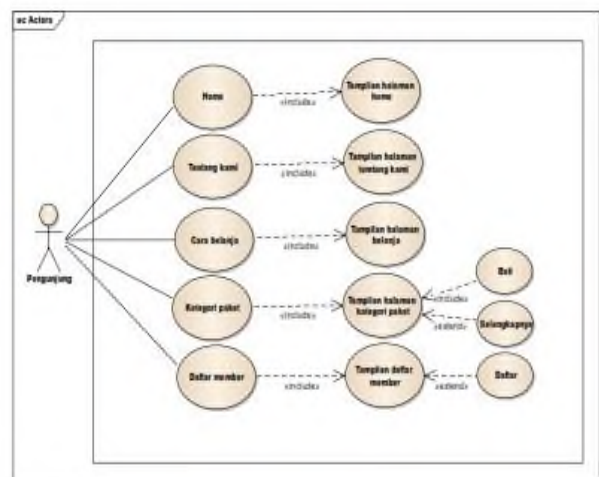 uc Actors
Home
«include»
Tampilan halaman
home
Tentang kami
«include»
Tampilan halaman
tentang kami
Pengunjung
Cara belanja
«include»
Tampilan halaman
belanja
Kategori paket
«include»
Tampilan halaman
kategori paket
«include»
Beli
«extend»
Selengkapnya
Daftar member
«include»
Tampilan daftar
member
«extend»
Daftar